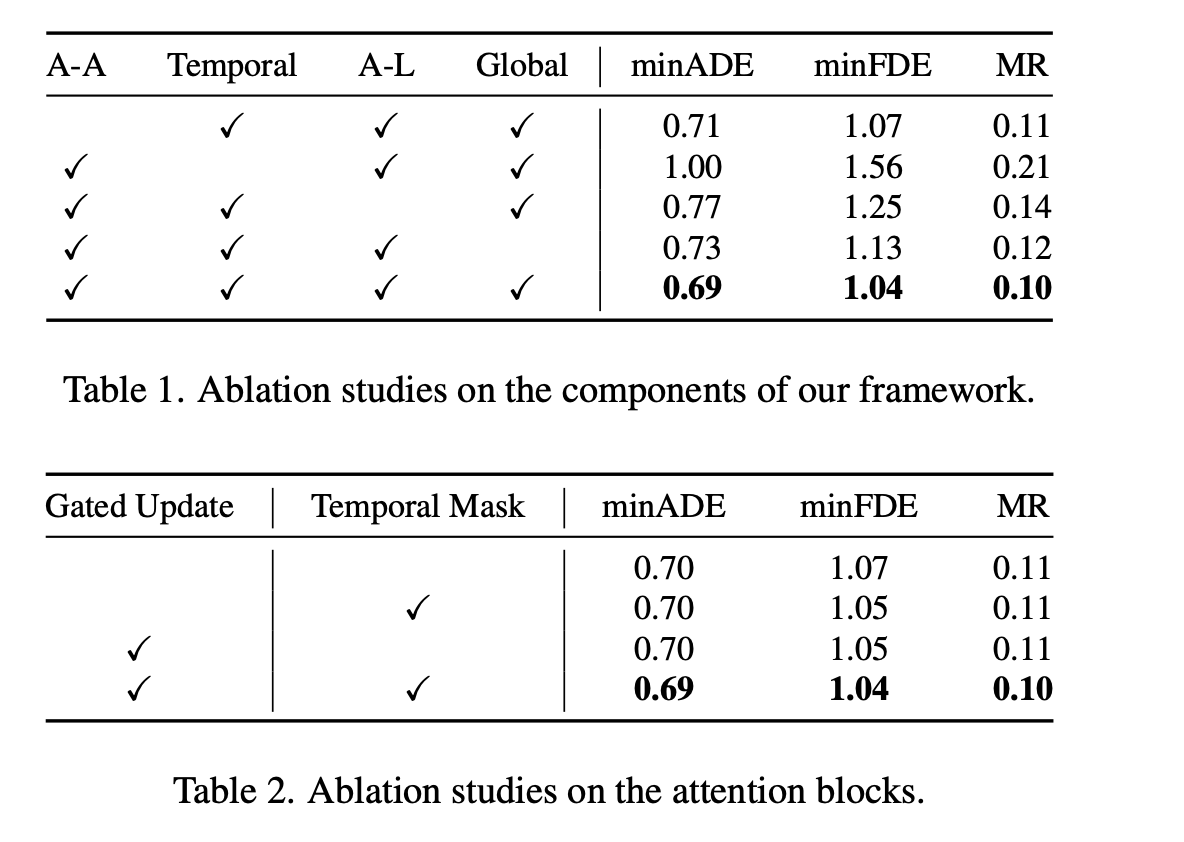 A-A Temporal A-L Global minADE minFDE MR
✓ ✓ ✓ 0.71 1.07 0.11
✓ ✓ ✓ 1.00 1.56 0.21
✓ ✓ ✓ 0.77 1.25 0.14
✓ ✓ ✓ 0.73 1.13 0.12
✓ ✓ ✓ ✓ 0.69 1.04 0.10
Table 1. Ablation studies on the components of our framework.
Gated Update Temporal Mask minADE minFDE MR
0.70 1.07 0.11
✓ 0.70 1.05 0.11
✓ 0.70 1.05 0.11
✓ ✓ 0.69 1.04 0.10
Table 2. Ablation studies on the attention blocks.